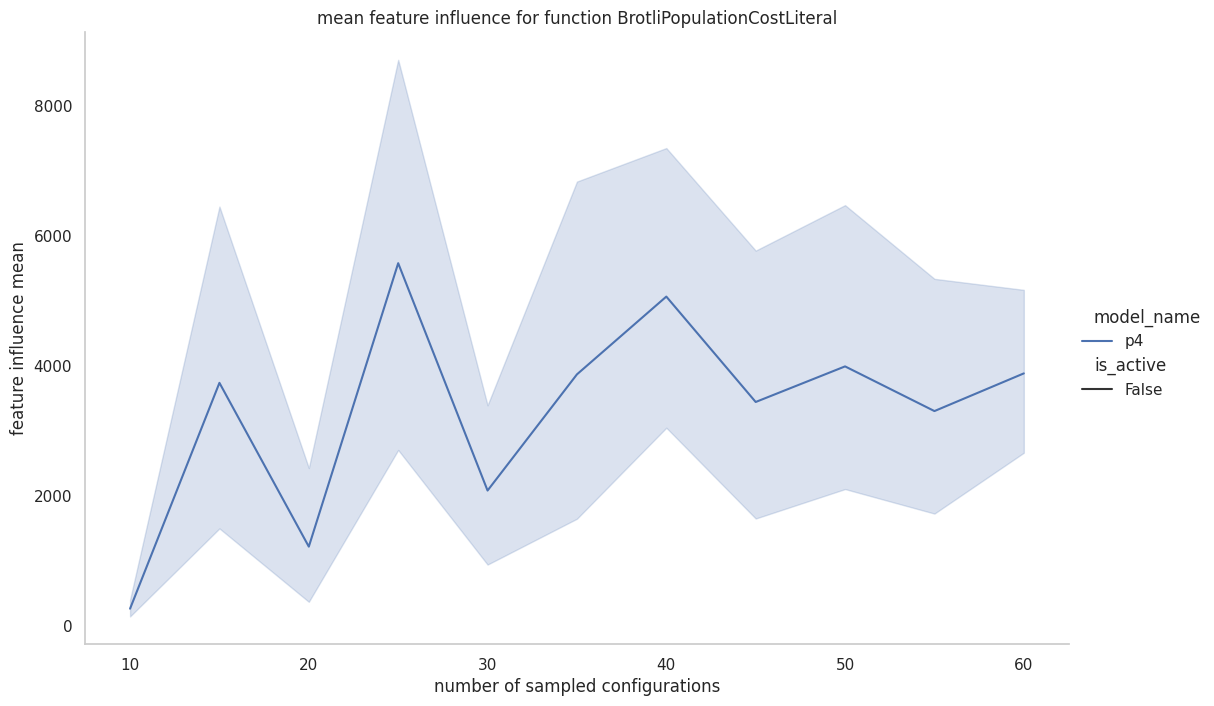 mean feature influence for function BrotliPopulationCostLiteral
feature influence mean
8000
6000
4000
2000
0
10
20
30
40
50
60
number of sampled configurations
model_name
p4
is_active
False